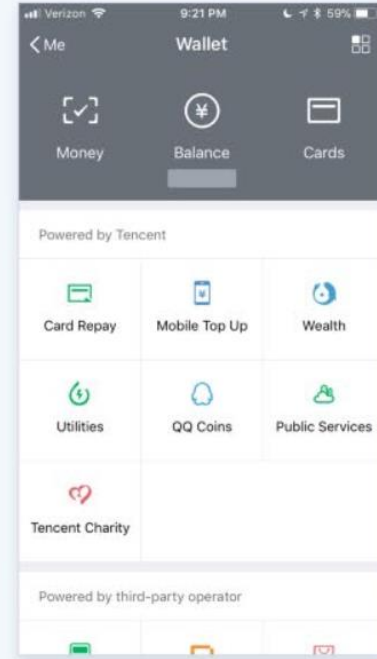 Verizon 9:21 PM 59%
Me Wallet
¥
Money Balance Cards
Powered by Tencent
¥
Card Repay Mobile Top Up Wealth
Utilities QQ Coins Public Services
Tencent Charity
Powered by third-party operator